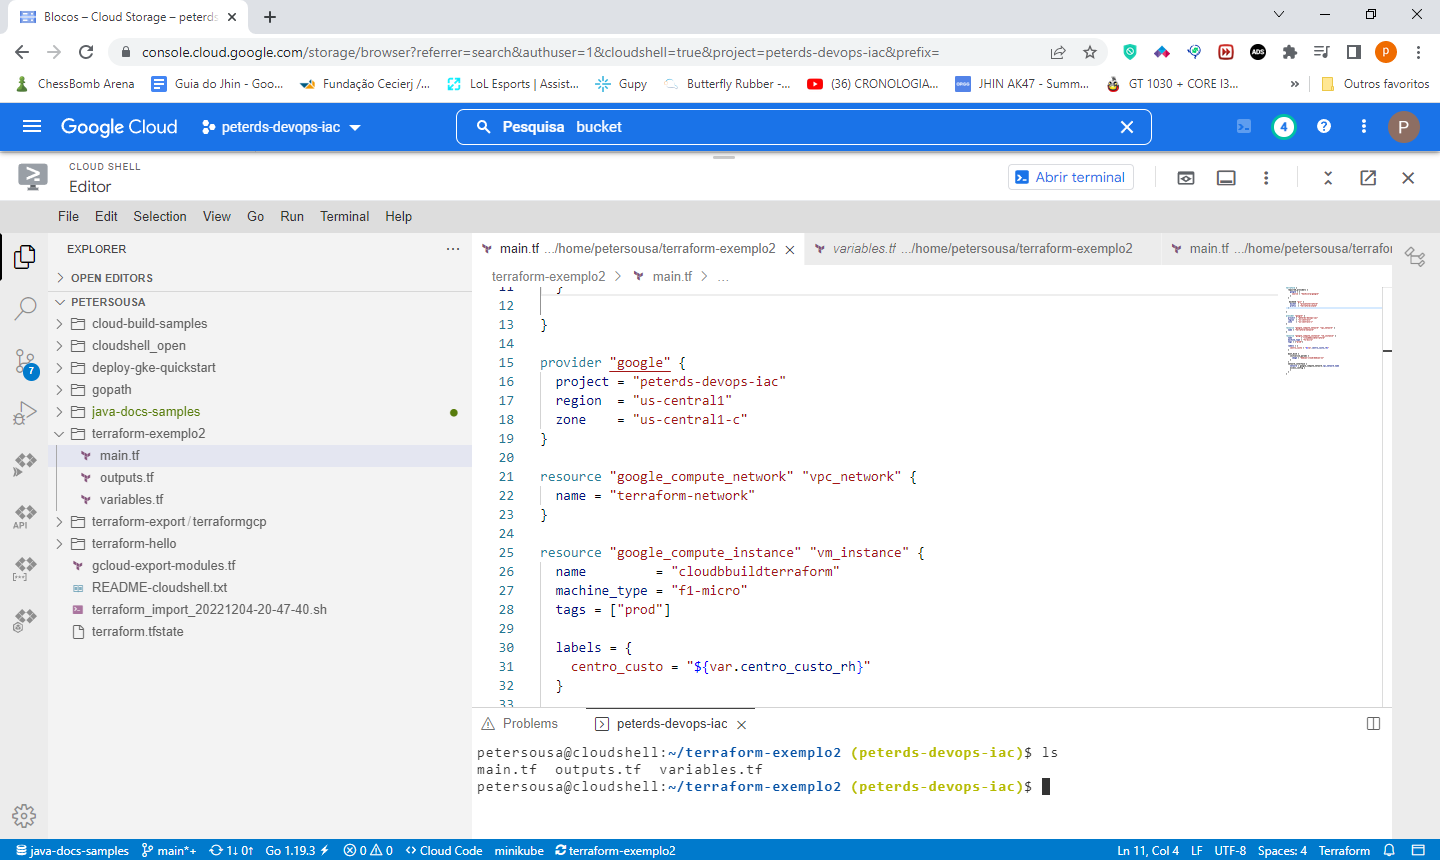 Blocos – Cloud Storage – peterds
console.cloud.google.com/storage/browser?referrer=search&authuser=1&cloudshell=true&project=peterds-devops-iac&prefix=
ChessBomb Arena Guia do Jhin - Goo... Fundação Cecierj /... LoL Esports | Assist... Gupy Butterfly Rubber -... (36) CRONOLOGIA... JHIN AK47 - Summ... GT 1030 + CORE I3... » Outros favoritos
Google Cloud peterds-devops-iac Pesquisa bucket 4 P
CLOUD SHELL
Editor
Abrir terminal
File Edit Selection View Go Run Terminal Help
EXPLORER
OPEN EDITORS
PETERSOUSA
cloud-build-samples
cloudshell_open
deploy-gke-quickstart
gopath
java-docs-samples
terraform-exemplo2
main.tf
outputs.tf
variables.tf
terraform-export/terraformgcp
terraform-hello
gcloud-export-modules.tf
README-cloudshell.txt
terraform_import_20221204-20-47-40.sh
terraform.tfstate
7
API
main.tf .../home/petersousa/terraform-exemplo2 variables.tf .../home/petersousa/terraform-exemplo2 main.tf .../home/petersousa/terrafor
terraform-exemplo2 > main.tf > ...
11 }
12
13 }
14
15 provider "google" {
16 project = "peterds-devops-iac"
17 region = "us-central1"
18 zone = "us-central1-c"
19 }
20
21 resource "google_compute_network" "vpc_network" {
22 name = "terraform-network"
23 }
24
25 resource "google_compute_instance" "vm_instance" {
26 name = "cloudbbuildterraform"
27 machine_type = "f1-micro"
28 tags = ["prod"]
29
30 labels = {
31 centro_custo = "${var.centro_custo_rh}"
32 }
33
Problems peterds-devops-iac
petersousa@cloudshell:~/terraform-exemplo2 (peterds-devops-iac)$ ls
main.tf outputs.tf variables.tf
petersousa@cloudshell:~/terraform-exemplo2 (peterds-devops-iac)$
java-docs-samples main*+ 1↓ 0↑ Go 1.19.3 0 0 Cloud Code minikube terraform-exemplo2 Ln 11, Col 4 LF UTF-8 Spaces: 4 Terraform